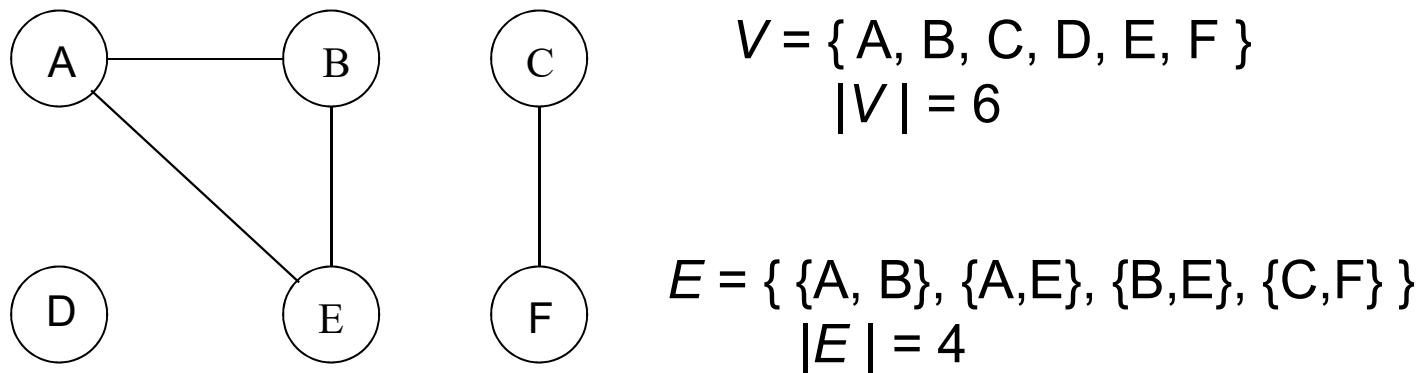 A
B
C
D
E
F
V = { A, B, C, D, E, F }
|V | = 6
E = { {A, B}, {A,E}, {B,E}, {C,F} }
|E | = 4